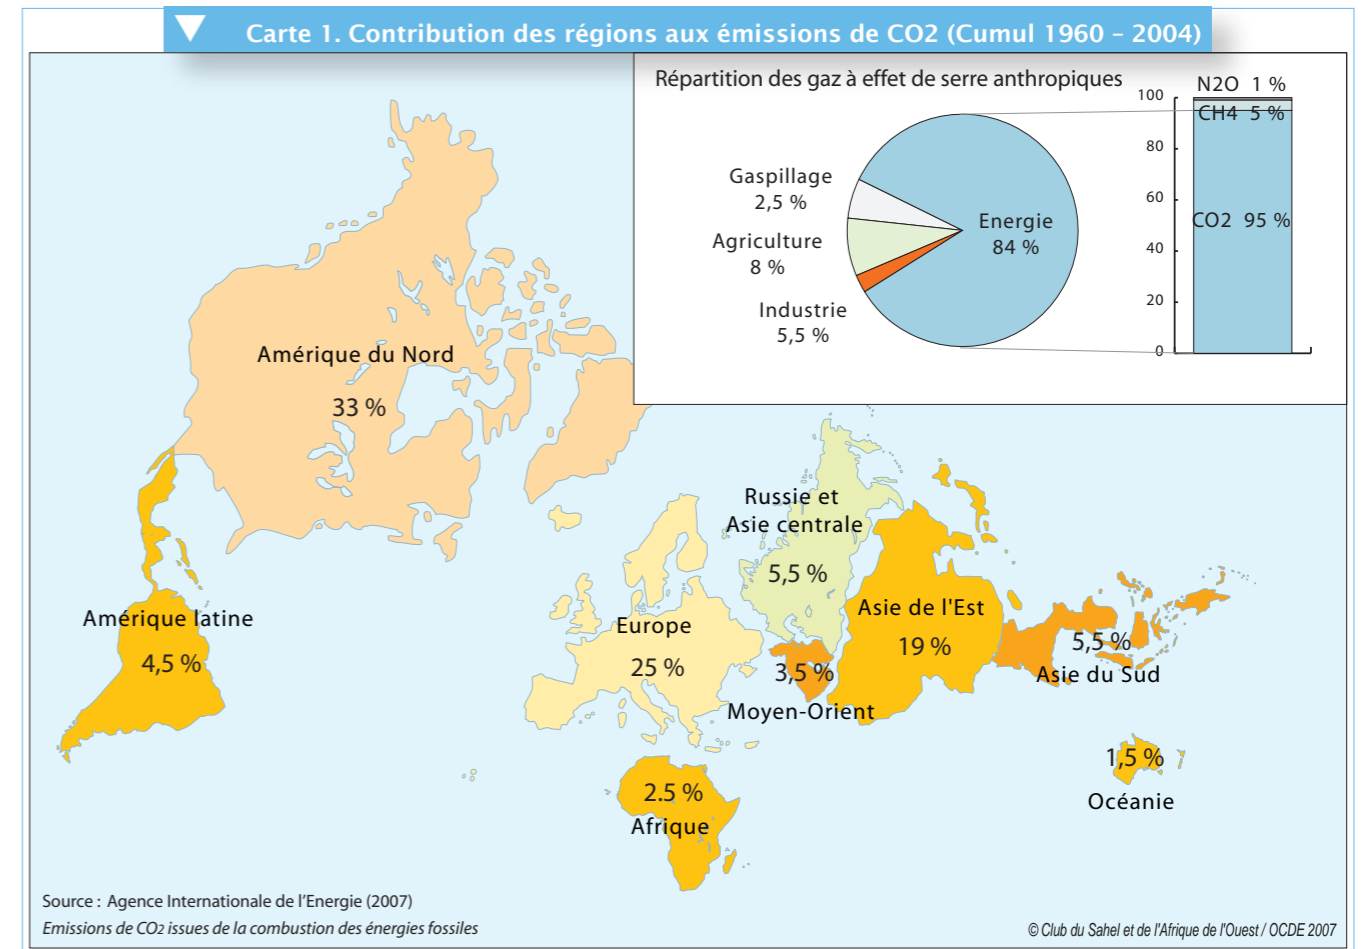 Carte 1. Contribution des régions aux émissions de CO2 (Cumul 1960 – 2004)
Répartition des gaz à effet de serre anthropiques
Gaspillage
2,5 %
Agriculture
8 %
Industrie
5,5 %
Energie
84 %
100
80
60
40
20
0
N2O 1 %
CH4 5 %
CO2 95 %
Amérique du Nord
33 %
Russie et
Asie centrale
5,5 %
Amérique latine
4,5 %
Europe
25 %
Asie de l'Est
19 %
3,5 %
Moyen-Orient
5,5 %
Asie du Sud
1,5 %
Océanie
2.5 %
Afrique
Source : Agence Internationale de l’Energie (2007)
Emissions de CO2 issues de la combustion des énergies fossiles
© Club du Sahel et de l'Afrique de l'Ouest / OCDE 2007